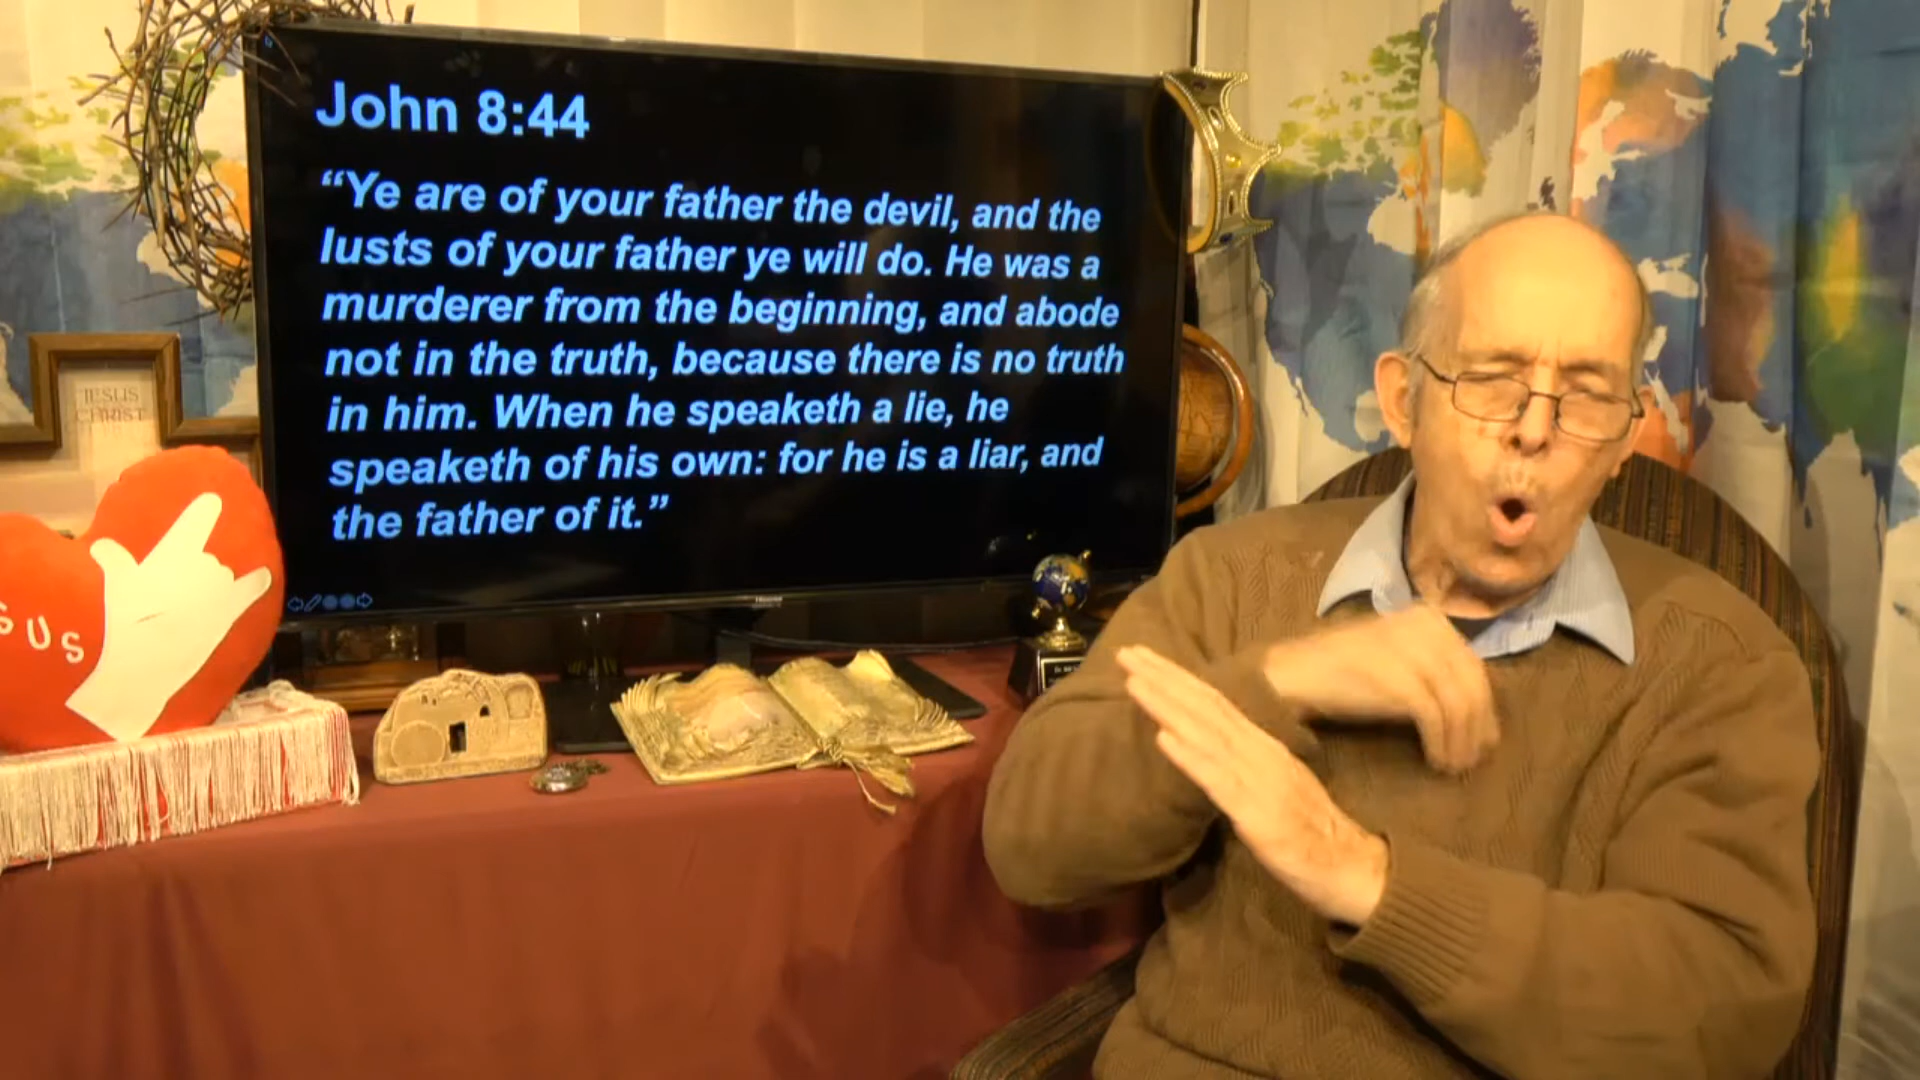 John 8:44
“Ye are of your father the devil, and the
lusts of your father ye will do. He was a
murderer from the beginning, and abode
not in the truth, because there is no truth
in him. When he speaketh a lie, he
speaketh of his own: for he is a liar, and
the father of it.”
JESUS
CHRIST
SUS